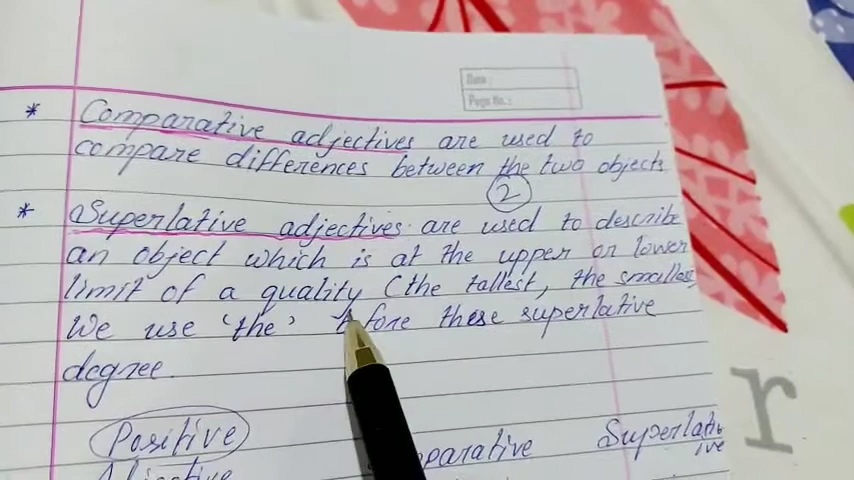 Date :
Page No. :
* Comparative adjectives are used to
compare differences between the two objects
2
* Superlative adjectives are used to describe
an object which is at the upper or lower
limit of a quality (the tallest, the smallest,
We use 'the' before these superlative
degree.
Positive Superlative
Adjective
r